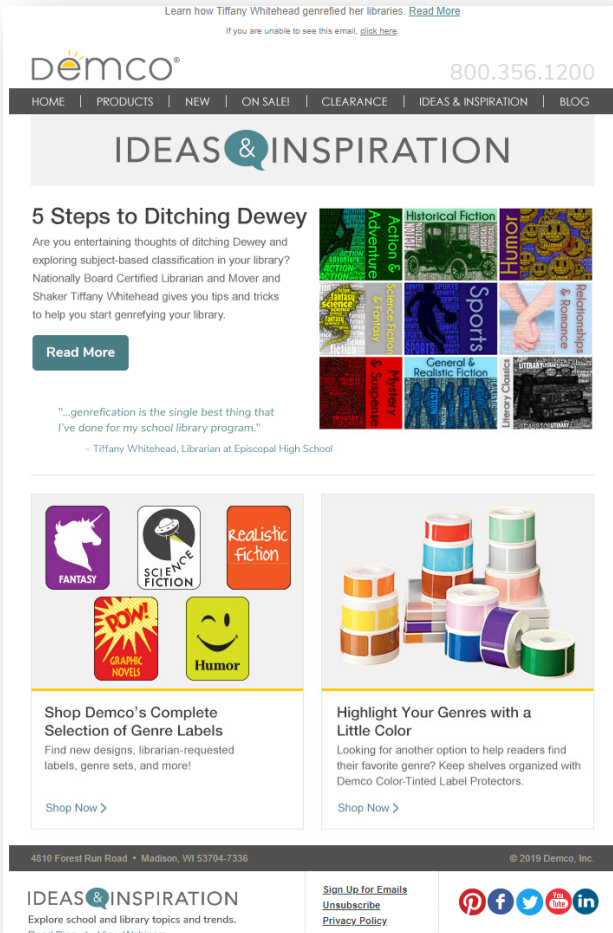 Learn how Tiffany Whitehead genrefied her libraries. Read More
If you are unable to see this email, click here.
DEMCO®
800.356.1200
HOME | PRODUCTS | NEW | ON SALE! | CLEARANCE | IDEAS & INSPIRATION | BLOG
IDEAS & INSPIRATION
5 Steps to Ditching Dewey
Are you entertaining thoughts of ditching Dewey and
exploring subject-based classification in your library?
Nationally Board Certified Librarian and Mover and
Shaker Tiffany Whitehead gives you tips and tricks
to help you start genrefying your library.
Read More
"...genrefication is the single best thing that
I've done for my school library program."
– Tiffany Whitehead, Librarian at Episcopal High School
Action &
Adventure
Historical Fiction
Humor
Science Fiction
& Fantasy
Sports
Relationships
& Romance
Mystery
& Suspense
General &
Realistic Fiction
Literary Classics
FANTASY
SCIENCE
FICTION
Realistic
fiction
POW!
GRAPHIC
NOVELS
Humor
Shop Demco's Complete
Selection of Genre Labels
Find new designs, librarian-requested
labels, genre sets, and more!
Shop Now >
Highlight Your Genres with a
Little Color
Looking for another option to help readers find
their favorite genre? Keep shelves organized with
Demco Color-Tinted Label Protectors.
Shop Now >
4810 Forest Run Road • Madison, WI 53704-7336
© 2019 Demco, Inc.
IDEAS & INSPIRATION
Explore school and library topics and trends.
Sign Up for Emails
Unsubscribe
Privacy Policy
You
Tube
in